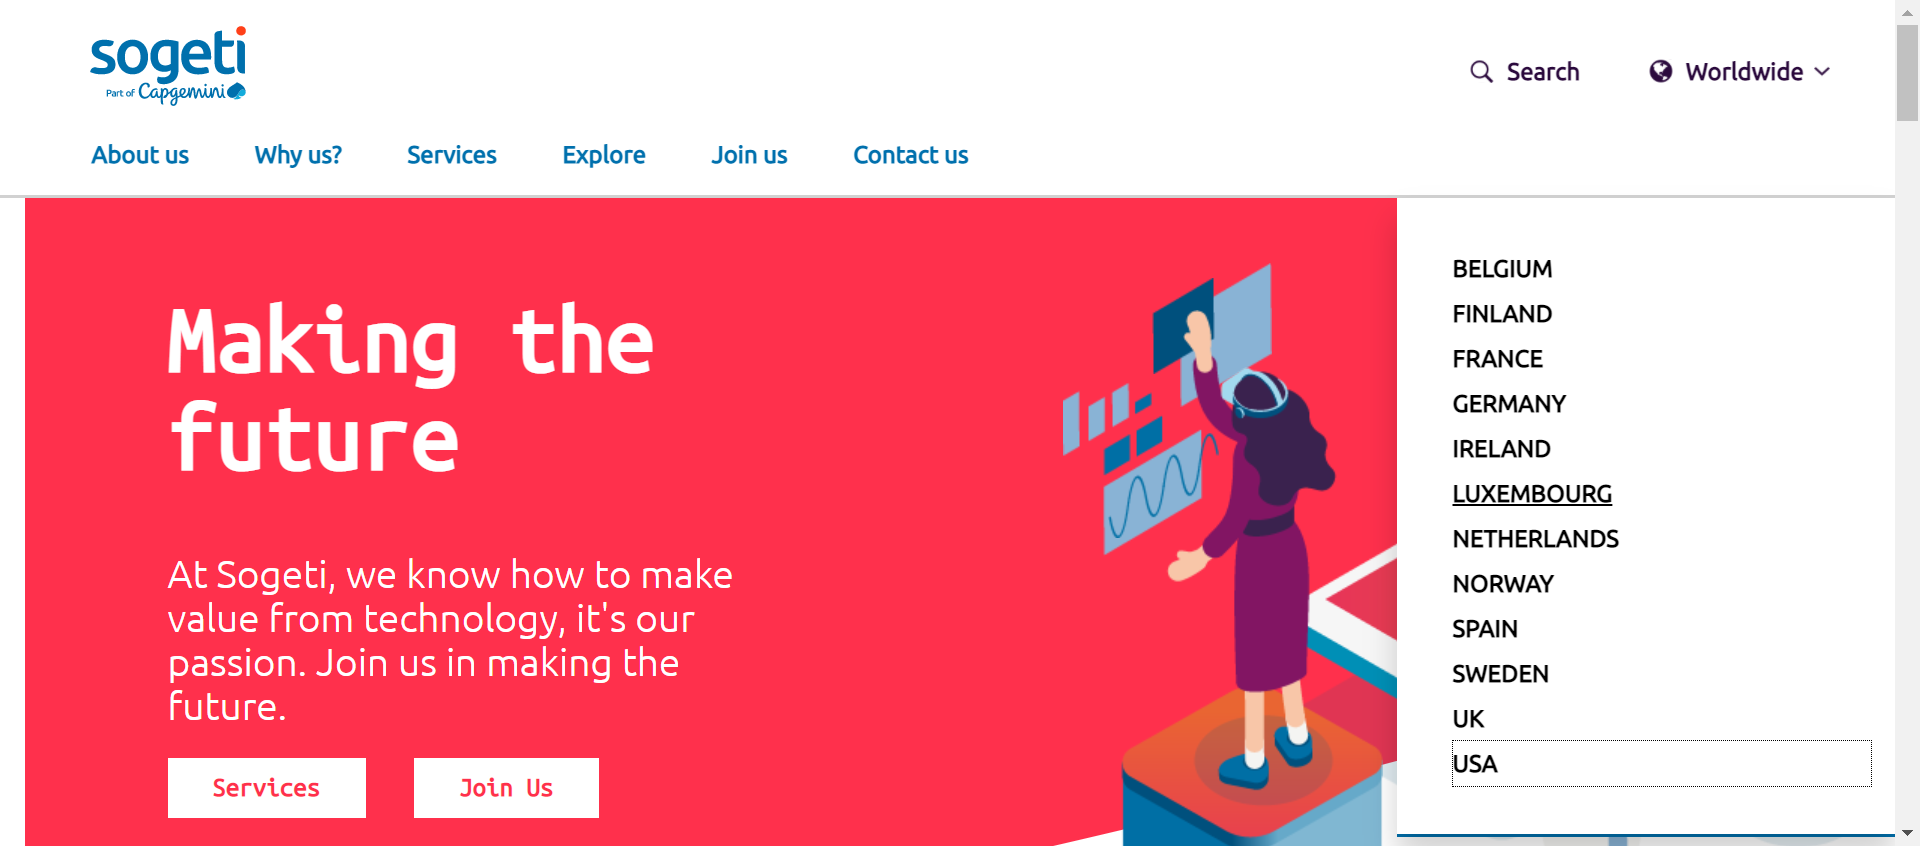 sogeti
Part of Capgemini
Search
Worldwide
About us
Why us?
Services
Explore
Join us
Contact us
Making the
future
At Sogeti, we know how to make
value from technology, it's our
passion. Join us in making the
future.
Services
Join Us
BELGIUM
FINLAND
FRANCE
GERMANY
IRELAND
LUXEMBOURG
NETHERLANDS
NORWAY
SPAIN
SWEDEN
UK
USA